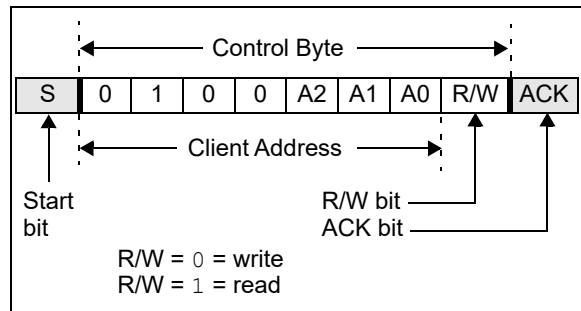 Control Byte
S 0 1 0 0 A2 A1 A0 R/W ACK
Client Address
Start bit
R/W bit
ACK bit
R/W = 0 = write
R/W = 1 = read